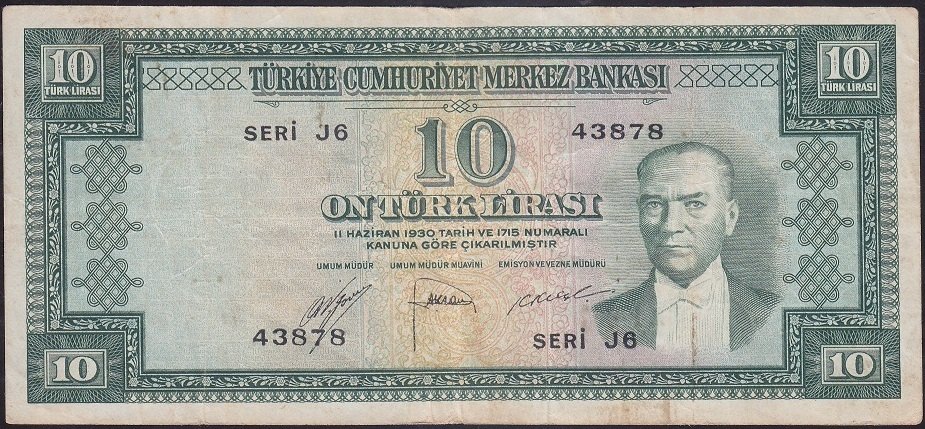 10
TÜRK LİRASI
10
TÜRK LİRASI
TÜRKİYE CUMHURİYET MERKEZ BANKASI
SERİ J6
10
43878
ON TÜRK LİRASI
11 HAZİRAN 1930 TARİH VE 1715 NUMARALI
KANUNA GÖRE ÇIKARILMIŞTIR
UMUM MÜDÜR UMUM MÜDÜR MUAVİNİ EMİSYON VE VEZNE MÜDÜRÜ
43878
SERİ J6
10
10